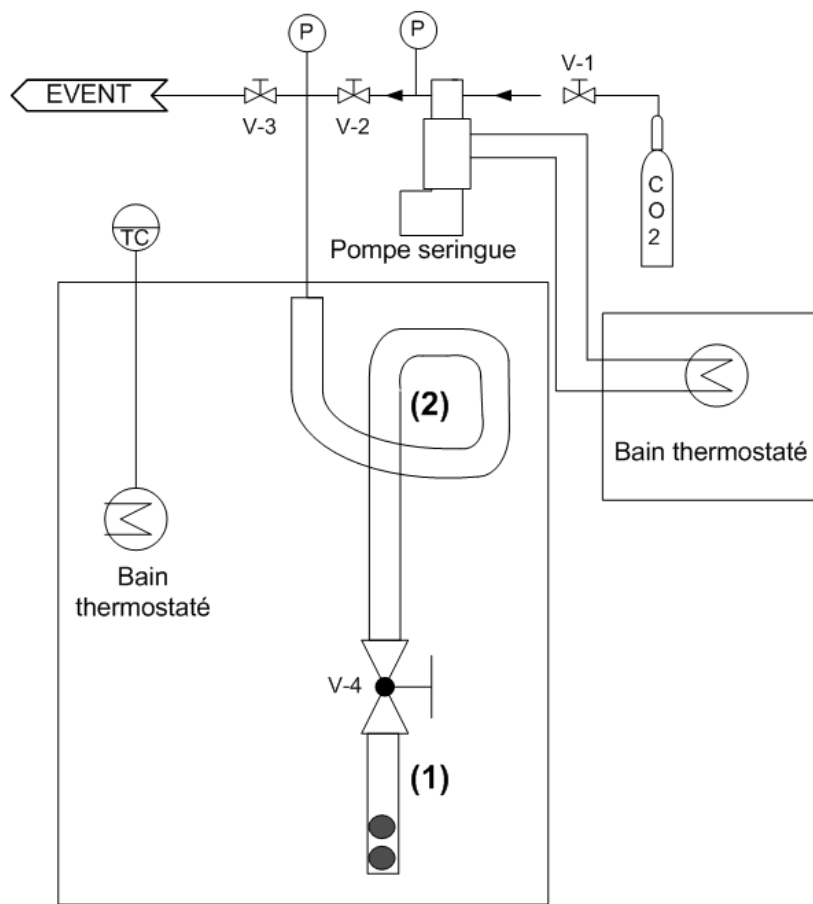 P
P
V-1
EVENT
V-3
V-2
C
O
2
TC
Pompe seringue
(2)
Bain thermostaté
Bain
thermostaté
V-4
(1)